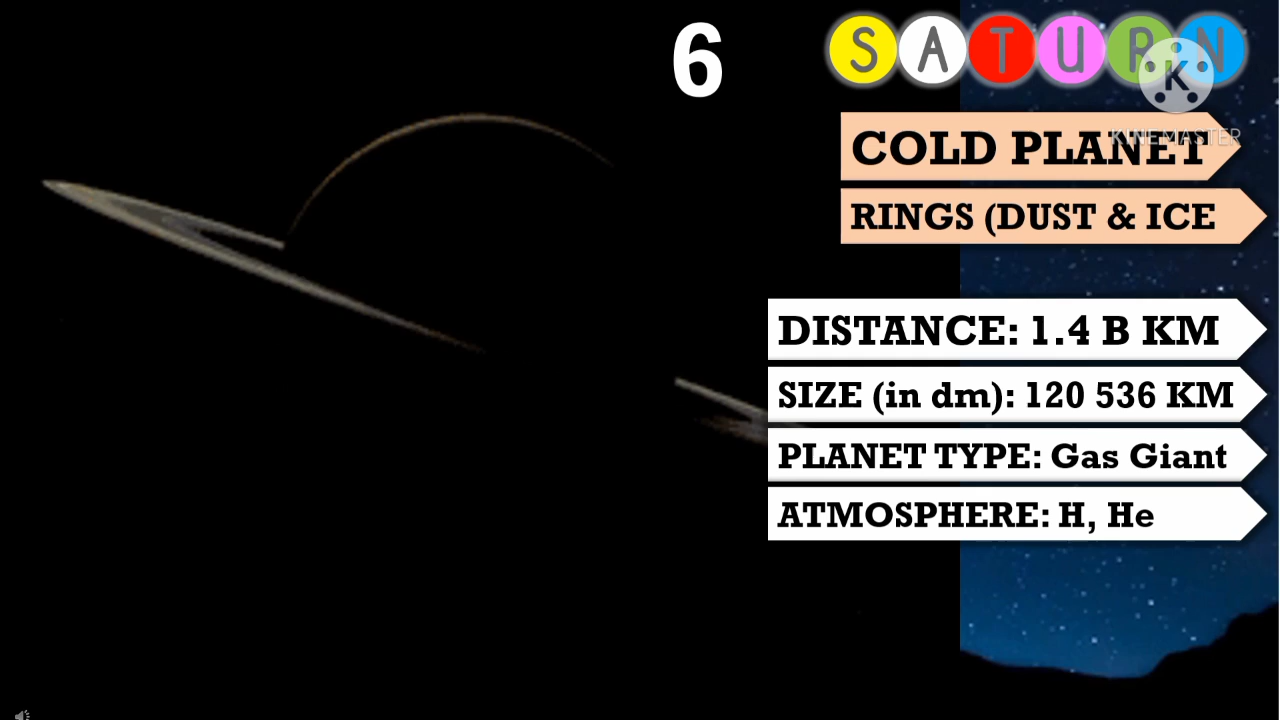 6
SATURN
K
KINEMASTER
COLD PLANET
RINGS (DUST & ICE
DISTANCE: 1.4 B KM
SIZE (in dm): 120 536 KM
PLANET TYPE: Gas Giant
ATMOSPHERE: H, He